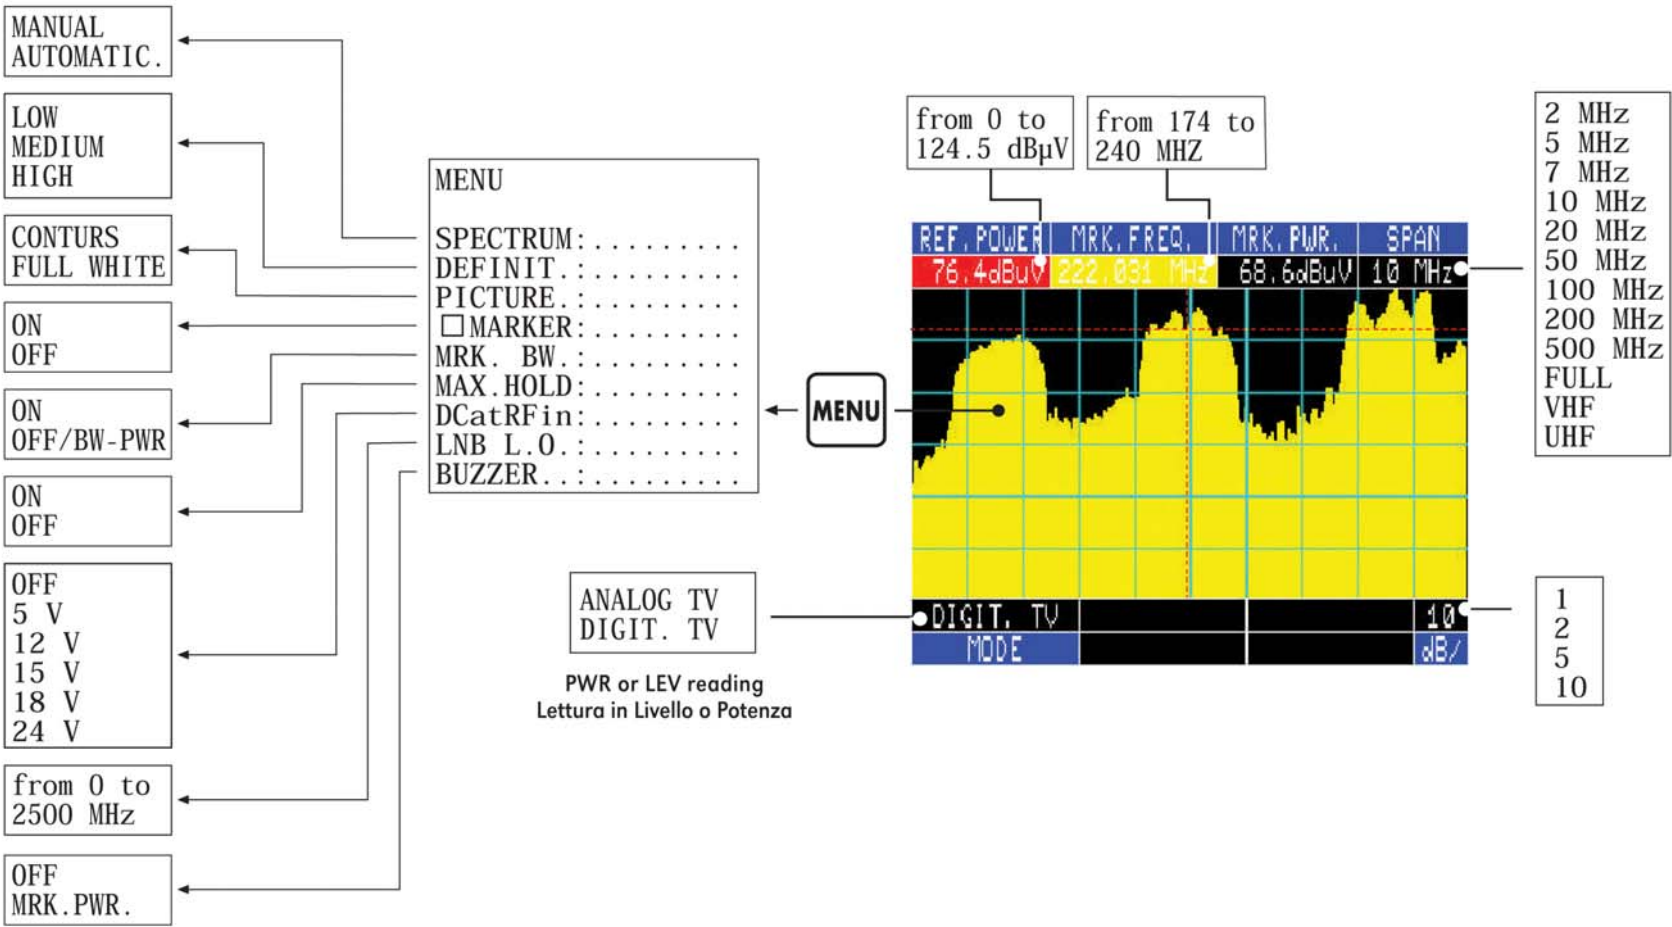 MANUAL
AUTOMATIC.
LOW
MEDIUM
HIGH
CONTURS
FULL WHITE
ON
OFF
ON
OFF/BW-PWR
ON
OFF
OFF
5 V
12 V
15 V
18 V
24 V
from 0 to
2500 MHz
OFF
MRK.PWR.
MENU
SPECTRUM:.........
DEFINIT.:.........
PICTURE.:.........
□MARKER:.........
MRK. BW.:.........
MAX.HOLD:.........
DCatRFin:.........
LNB L.O.:.........
BUZZER..:.........
MENU
ANALOG TV
DIGIT. TV
PWR or LEV reading
Lettura in Livello o Potenza
from 0 to
124.5 dBµV
from 174 to
240 MHZ
REF.POWER MRK.FREQ. MRK.PWR. SPAN
76.4dBuV 222.031 MHz 68.6dBuV 10 MHz
DIGIT. TV 10
MODE dB/
2 MHz
5 MHz
7 MHz
10 MHz
20 MHz
50 MHz
100 MHz
200 MHz
500 MHz
FULL
VHF
UHF
1
2
5
10